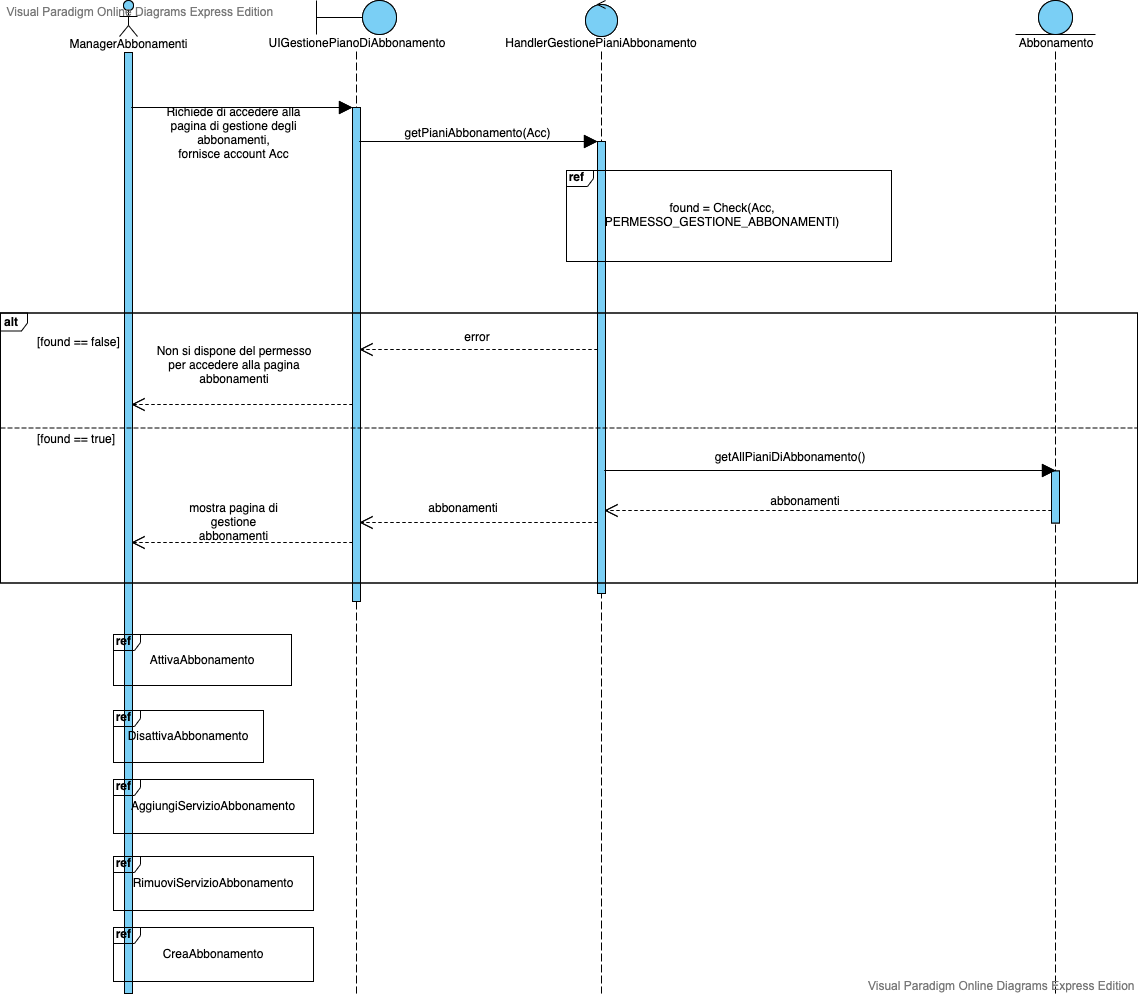 Visual Paradigm Online Diagrams Express Edition
ManagerAbbonamenti
UIGestionePianoDiAbbonamento
HandlerGestionePianiAbbonamento
Abbonamento
Richiede di accedere alla
pagina di gestione degli
abbonamenti,
fornisce account Acc
getPianiAbbonamento(Acc)
ref
found = Check(Acc,
PERMESSO_GESTIONE_ABBONAMENTI)
alt
[found == false]
error
Non si dispone del permesso
per accedere alla pagina
abbonamenti
[found == true]
getAllPianiDiAbbonamento()
abbonamenti
abbonamenti
mostra pagina di
gestione
abbonamenti
ref
AttivaAbbonamento
ref
DisattivaAbbonamento
ref
AggiungiServizioAbbonamento
ref
RimuoviServizioAbbonamento
ref
CreaAbbonamento
Visual Paradigm Online Diagrams Express Edition